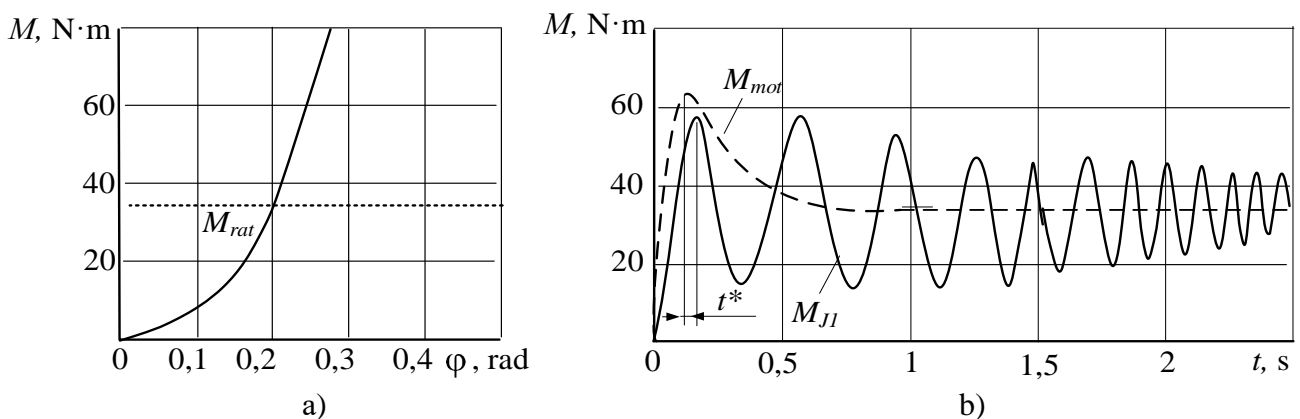 M, N·m
60
40
20
M_rat
0
0,1
0,2
0,3
0,4
φ, rad
a)
M, N·m
60
40
20
M_mot
M_J1
t*
0
0,5
1
1,5
2
t, s
b)